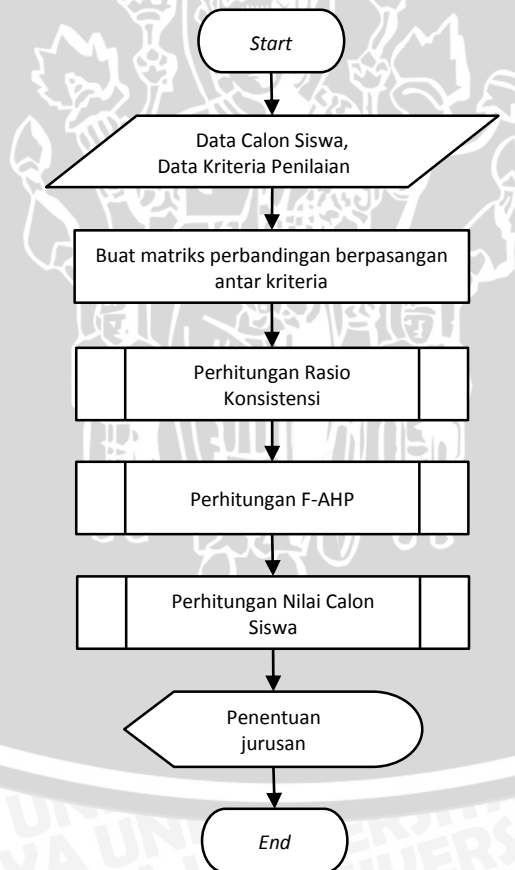 Start
Data Calon Siswa,
Data Kriteria Penilaian
Buat matriks perbandingan berpasangan
antar kriteria
Perhitungan Rasio
Konsistensi
Perhitungan F-AHP
Perhitungan Nilai Calon
Siswa
Penentuan
jurusan
End